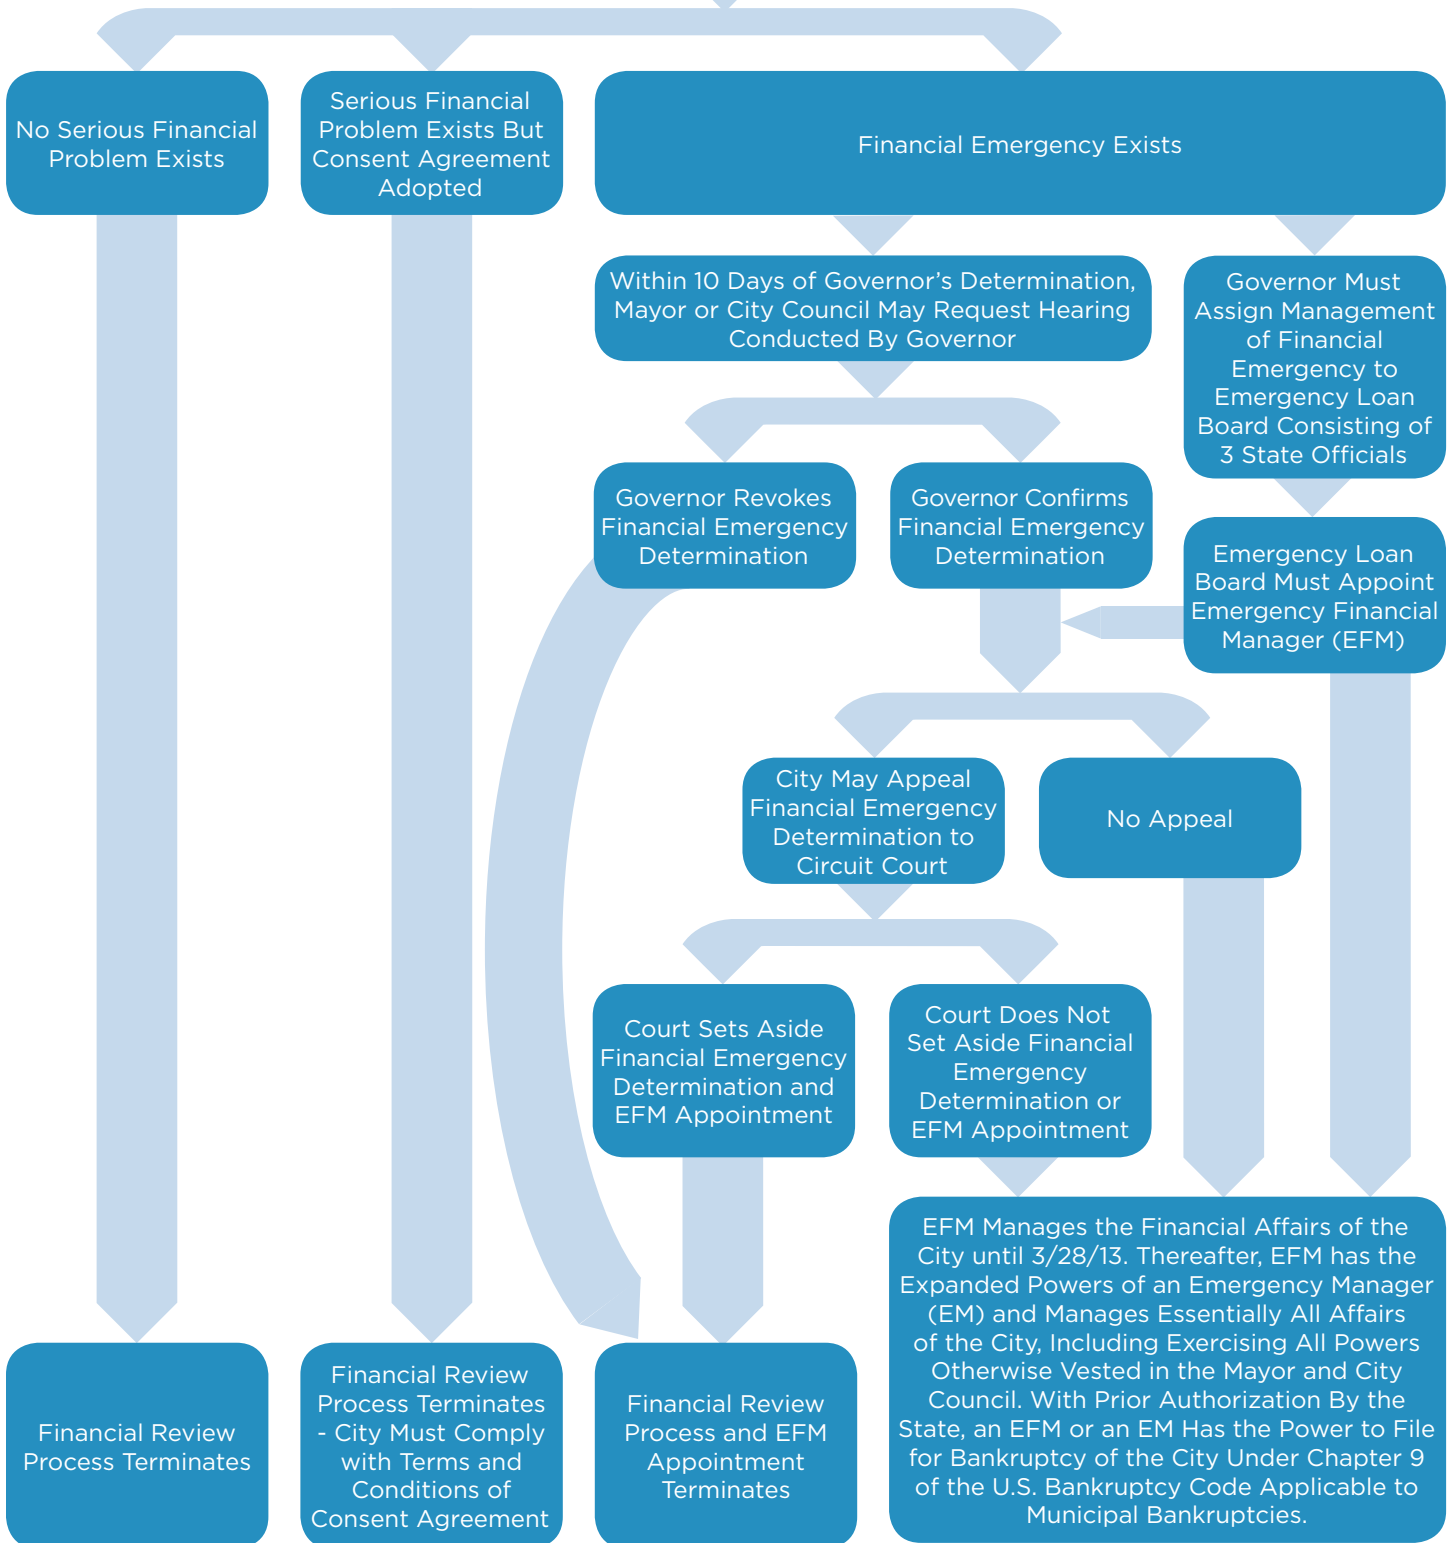 No Serious Financial
Problem Exists
Serious Financial
Problem Exists But
Consent Agreement
Adopted
Financial Emergency Exists
Within 10 Days of Governor’s Determination,
Mayor or City Council May Request Hearing
Conducted By Governor
Governor Must
Assign Management
of Financial
Emergency to
Emergency Loan
Board Consisting of
3 State Officials
Governor Revokes
Financial Emergency
Determination
Governor Confirms
Financial Emergency
Determination
Emergency Loan
Board Must Appoint
Emergency Financial
Manager (EFM)
City May Appeal
Financial Emergency
Determination to
Circuit Court
No Appeal
Court Sets Aside
Financial Emergency
Determination and
EFM Appointment
Court Does Not
Set Aside Financial
Emergency
Determination or
EFM Appointment
Financial Review
Process Terminates
Financial Review
Process Terminates
- City Must Comply
with Terms and
Conditions of
Consent Agreement
Financial Review
Process and EFM
Appointment
Terminates
EFM Manages the Financial Affairs of the
City until 3/28/13. Thereafter, EFM has the
Expanded Powers of an Emergency Manager
(EM) and Manages Essentially All Affairs
of the City, Including Exercising All Powers
Otherwise Vested in the Mayor and City
Council. With Prior Authorization By the
State, an EFM or an EM Has the Power to File
for Bankruptcy of the City Under Chapter 9
of the U.S. Bankruptcy Code Applicable to
Municipal Bankruptcies.